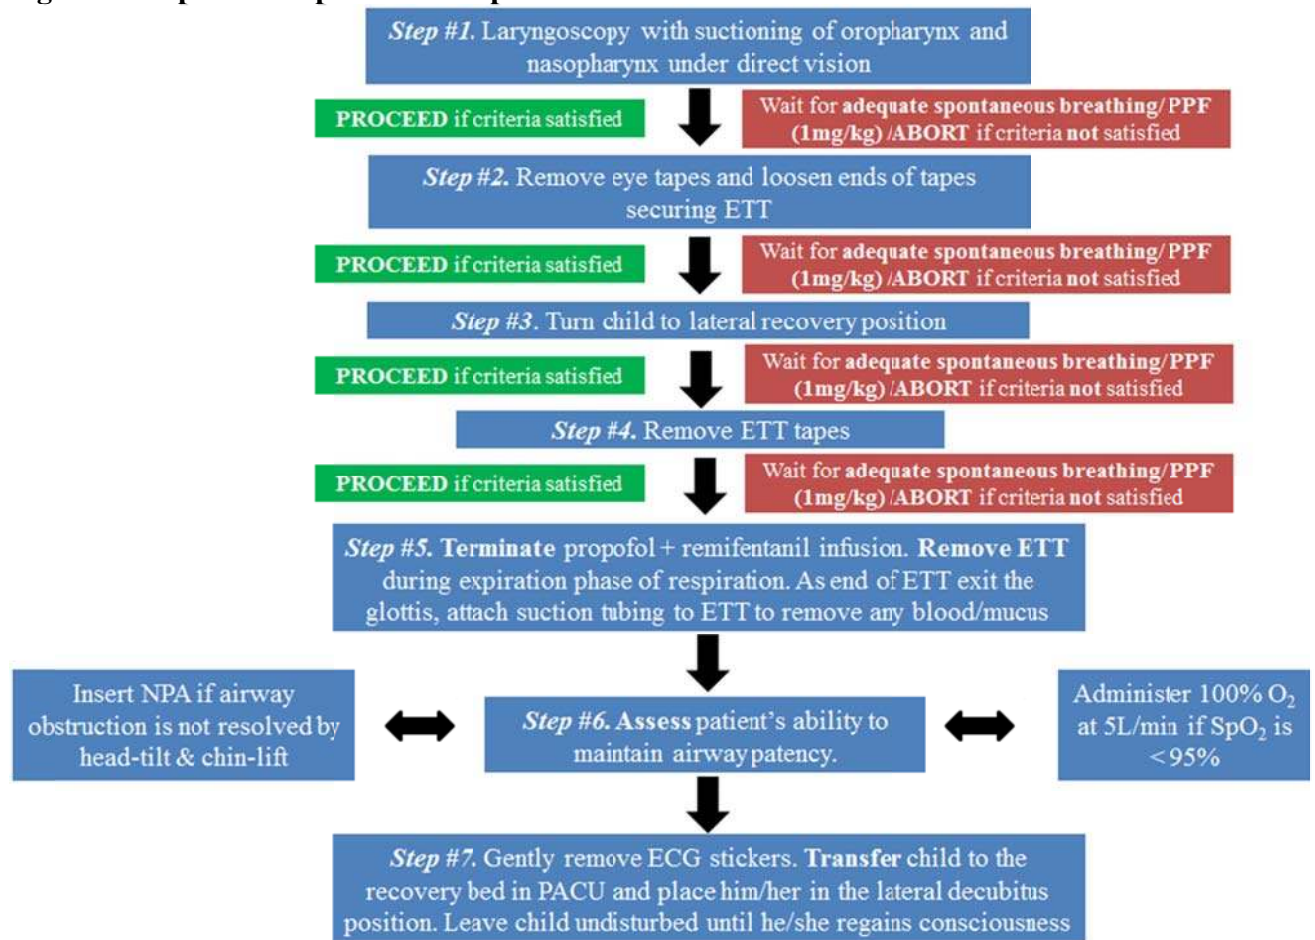 Step #1. Laryngoscopy with suctioning of oropharynx and
nasopharynx under direct vision
PROCEED if criteria satisfied
Wait for adequate spontaneous breathing/PPF
(1mg/kg) /ABORT if criteria not satisfied
Step #2. Remove eye tapes and loosen ends of tapes
securing ETT
PROCEED if criteria satisfied
Wait for adequate spontaneous breathing/PPF
(1mg/kg) /ABORT if criteria not satisfied
Step #3. Turn child to lateral recovery position
PROCEED if criteria satisfied
Wait for adequate spontaneous breathing/PPF
(1mg/kg) /ABORT if criteria not satisfied
Step #4. Remove ETT tapes
PROCEED if criteria satisfied
Wait for adequate spontaneous breathing/PPF
(1mg/kg) /ABORT if criteria not satisfied
Step #5. Terminate propofol + remifentanil infusion. Remove ETT
during expiration phase of respiration. As end of ETT exit the
glottis, attach suction tubing to ETT to remove any blood/mucus
Insert NPA if airway
obstruction is not resolved by
head-tilt & chin-lift
Step #6. Assess patient's ability to
maintain airway patency.
Administer 100% O₂
at 5L/min if SpO₂ is
<95%
Step #7. Gently remove ECG stickers. Transfer child to the
recovery bed in PACU and place him/her in the lateral decubitus
position. Leave child undisturbed until he/she regains consciousness